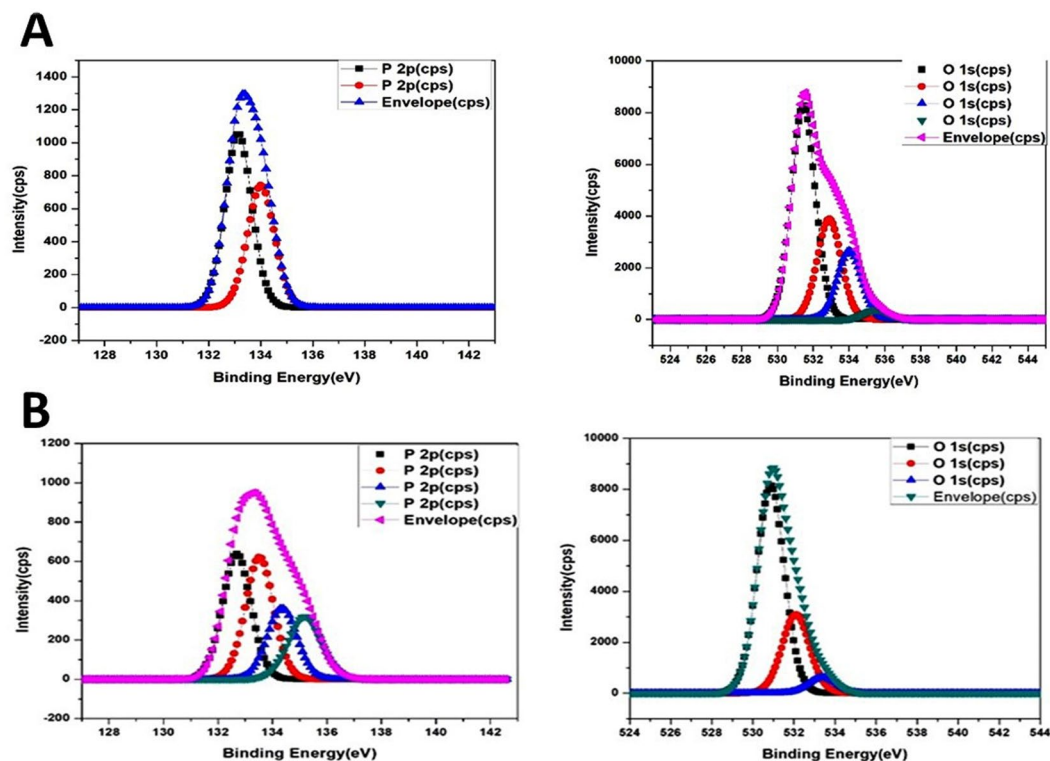 A
P 2p(cps)
P 2p(cps)
Envelope(cps)
1400
1200
1000
800
600
400
200
0
-200
Intensity(cps)
128 130 132 134 136 138 140 142
Binding Energy(eV)
O 1s(cps)
O 1s(cps)
O 1s(cps)
O 1s(cps)
Envelope(cps)
10000
8000
6000
4000
2000
0
Intensity(cps)
524 526 528 530 532 534 536 538 540 542 544
Binding Energy(eV)
B
P 2p(cps)
P 2p(cps)
P 2p(cps)
P 2p(cps)
Envelope(cps)
1200
1000
800
600
400
200
0
-200
Intensity(cps)
128 130 132 134 136 138 140 142
Binding Energy(eV)
O 1s(cps)
O 1s(cps)
O 1s(cps)
Envelope(cps)
10000
8000
6000
4000
2000
0
Intensity(cps)
524 526 528 530 532 534 536 538 540 542 544
Binding Energy(eV)